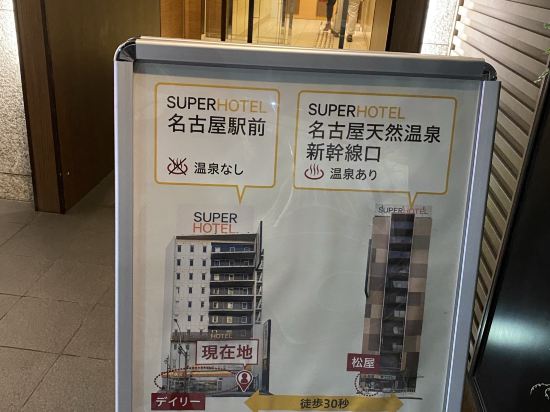 SUPERHOTEL
名古屋駅前
温泉なし
SUPERHOTEL
名古屋天然温泉
新幹線口
温泉あり
SUPER
HOTEL
HOTEL
現在地
デイリー
SUPERHOTEL
松屋
徒歩30秒